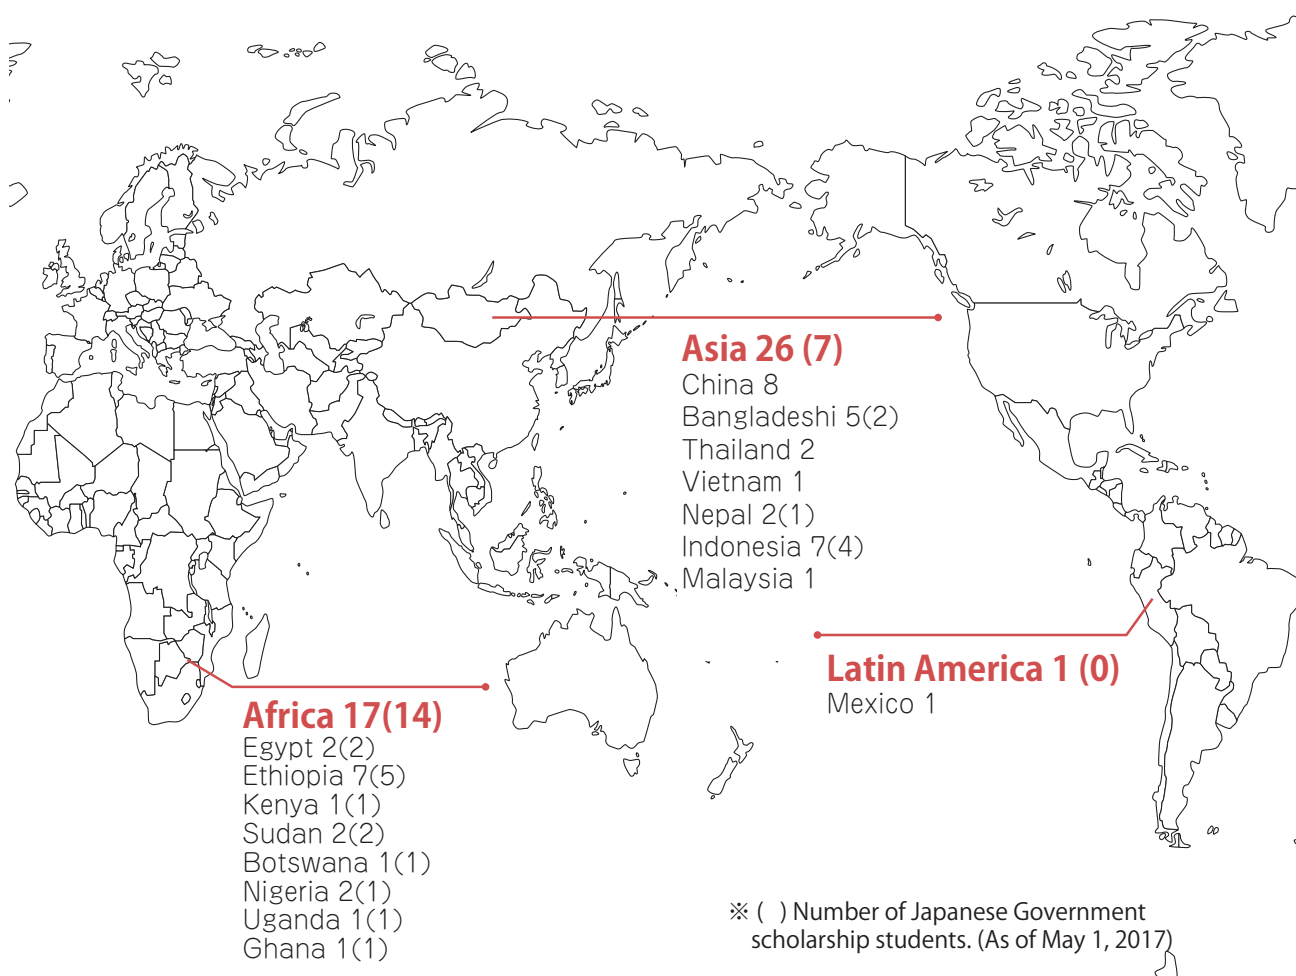 Asia 26 (7)
China 8
Bangladeshi 5(2)
Thailand 2
Vietnam 1
Nepal 2(1)
Indonesia 7(4)
Malaysia 1
Latin America 1 (0)
Mexico 1
Africa 17(14)
Egypt 2(2)
Ethiopia 7(5)
Kenya 1(1)
Sudan 2(2)
Botswana 1(1)
Nigeria 2(1)
Uganda 1(1)
Ghana 1(1)
※ (  ) Number of Japanese Government
scholarship students. (As of May 1, 2017)